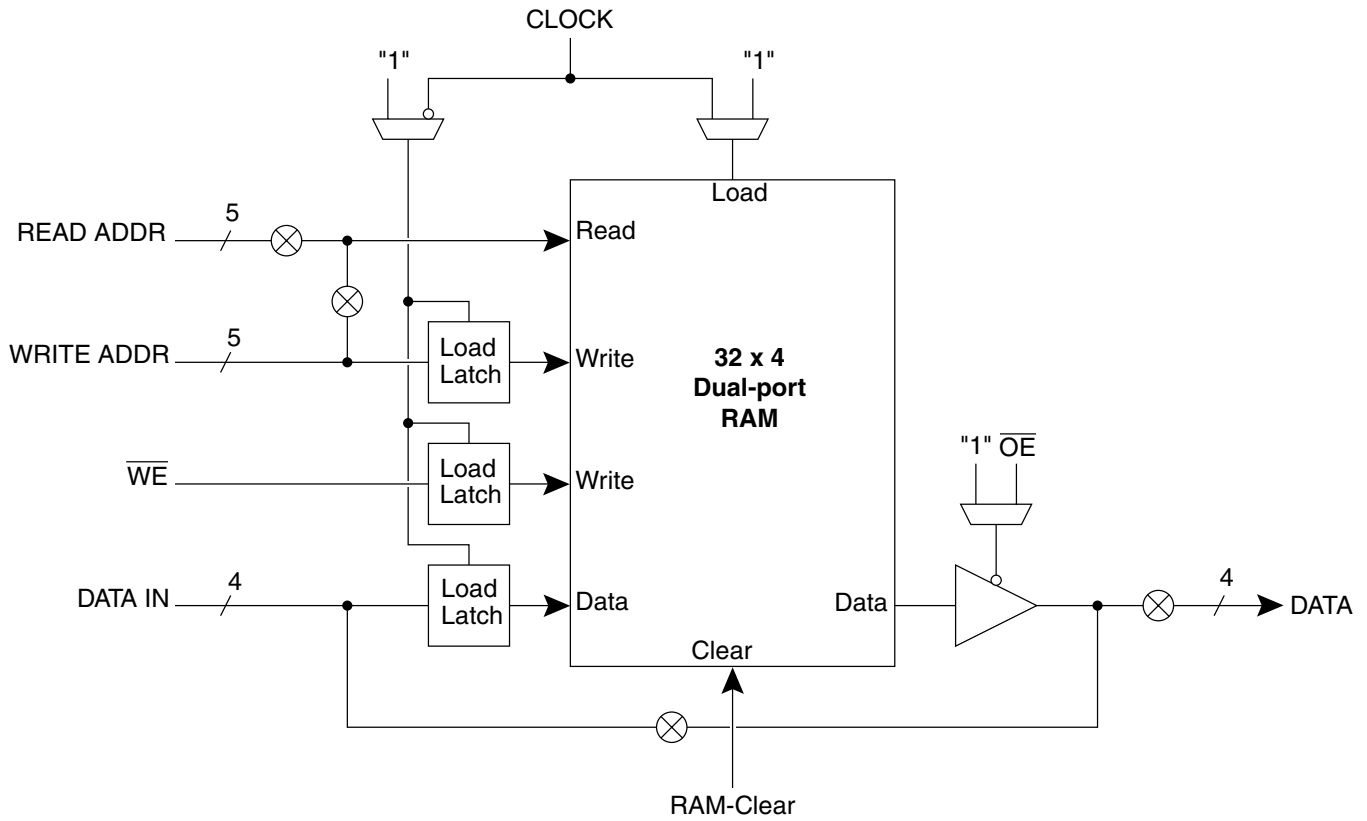 CLOCK
"1"
"1"
Load
READ ADDR
5
Read
WRITE ADDR
5
Load
Latch
Write
32 x 4
Dual-port
RAM
WE
Load
Latch
Write
"1" OE
DATA IN
4
Load
Latch
Data
Data
4
DATA
Clear
RAM-Clear